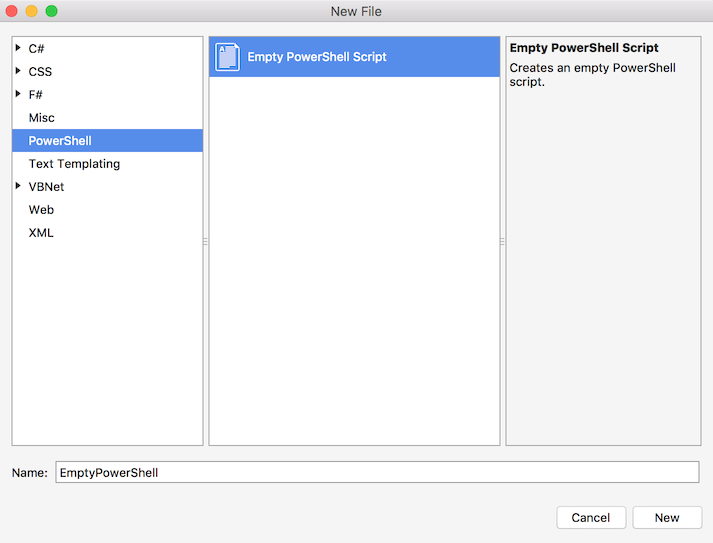 New File
C#
CSS
F#
Misc
PowerShell
Text Templating
VBNet
Web
XML
Empty PowerShell Script
Empty PowerShell Script
Creates an empty PowerShell
script.
Name: EmptyPowerShell
Cancel New